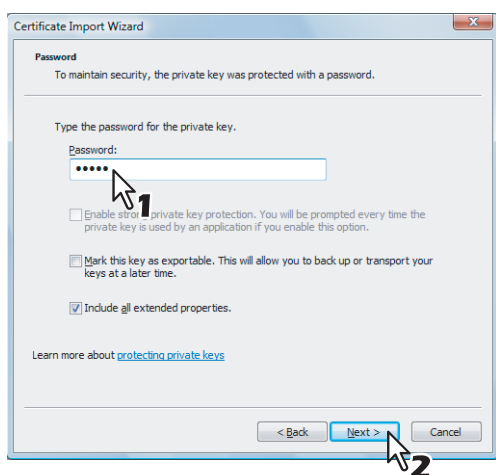 Certificate Import Wizard
Password
To maintain security, the private key was protected with a password.
Type the password for the private key.
Password:
•••••
1
Enable strong private key protection. You will be prompted every time the
private key is used by an application if you enable this option.
Mark this key as exportable. This will allow you to back up or transport your
keys at a later time.
Include all extended properties.
Learn more about protecting private keys
< Back Next > Cancel
2